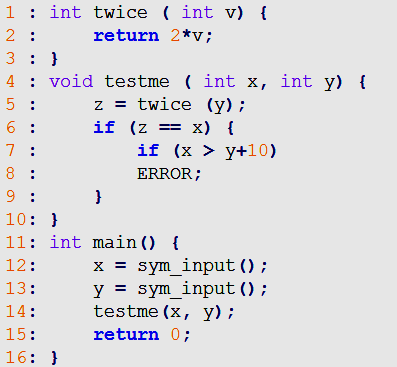 1 : int twice ( int v) {
2 :     return 2*v;
3 : }
4 : void testme ( int x, int y) {
5 :     z = twice (y);
6 :     if (z == x) {
7 :         if (x > y+10)
8 :         ERROR;
9 :     }
10: }
11: int main() {
12:     x = sym_input();
13:     y = sym_input();
14:     testme(x, y);
15:     return 0;
16: }